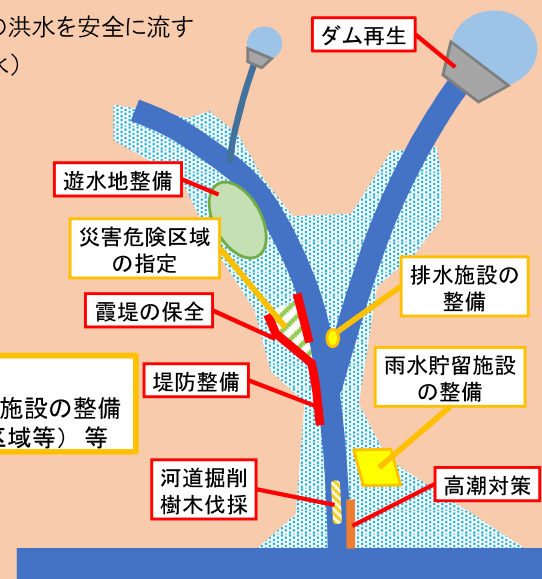 の洪水を安全に流す
水）
ダム再生
遊水地整備
災害危険区域
の指定
排水施設の
整備
霞堤の保全
雨水貯留施設
の整備
堤防整備
施設の整備
区域等） 等
河道掘削
樹木伐採
高潮対策